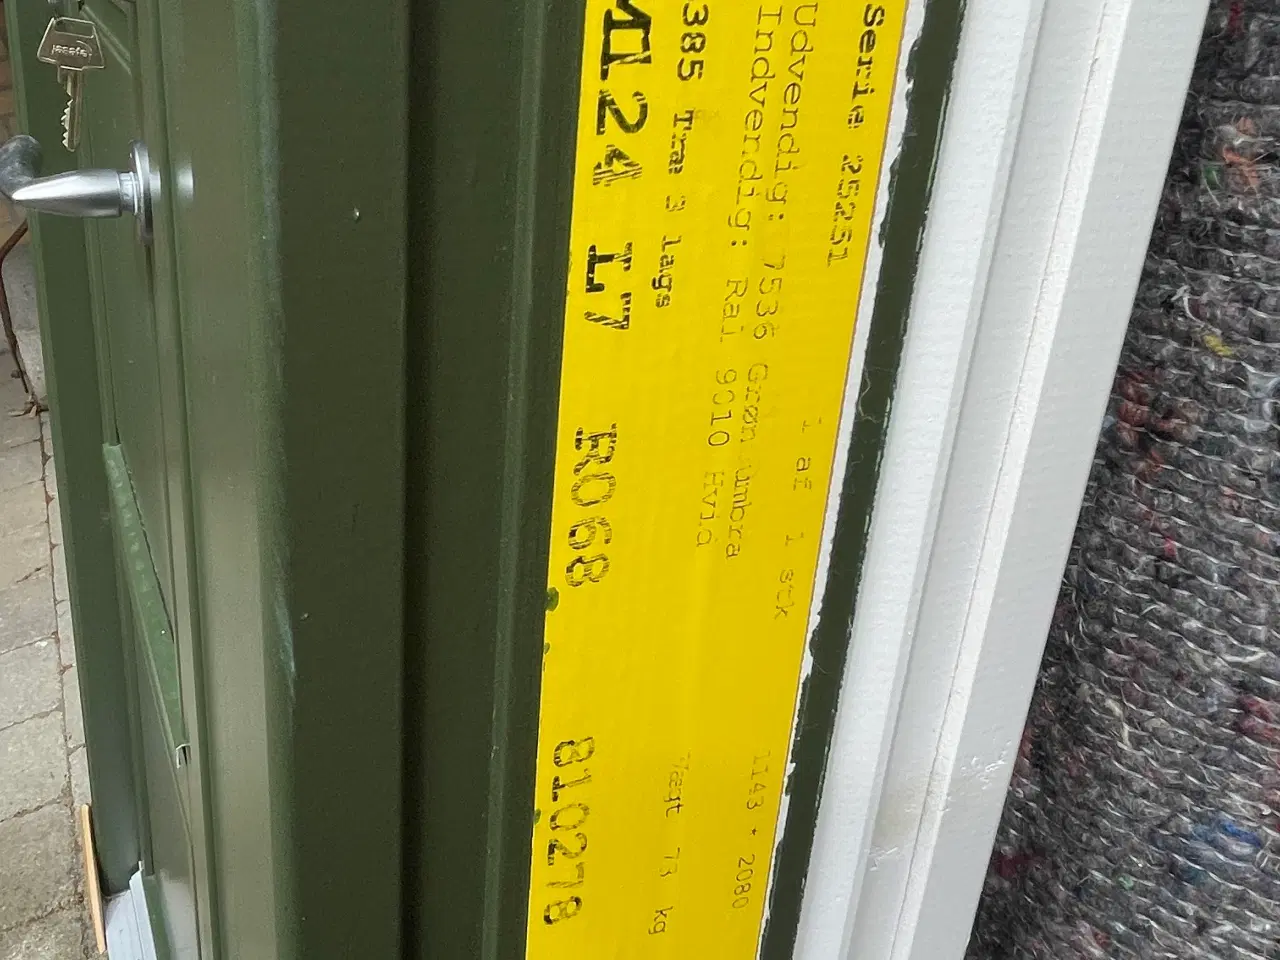 serie 25251
1 af 1 stk
1143 * 2080
Udvendig: 7536 Grøn umbra
Indvendig: Ral 9010 Hvid
385 Træ 3 lags
Vægt 73 kg
M124 L7 R068 810278